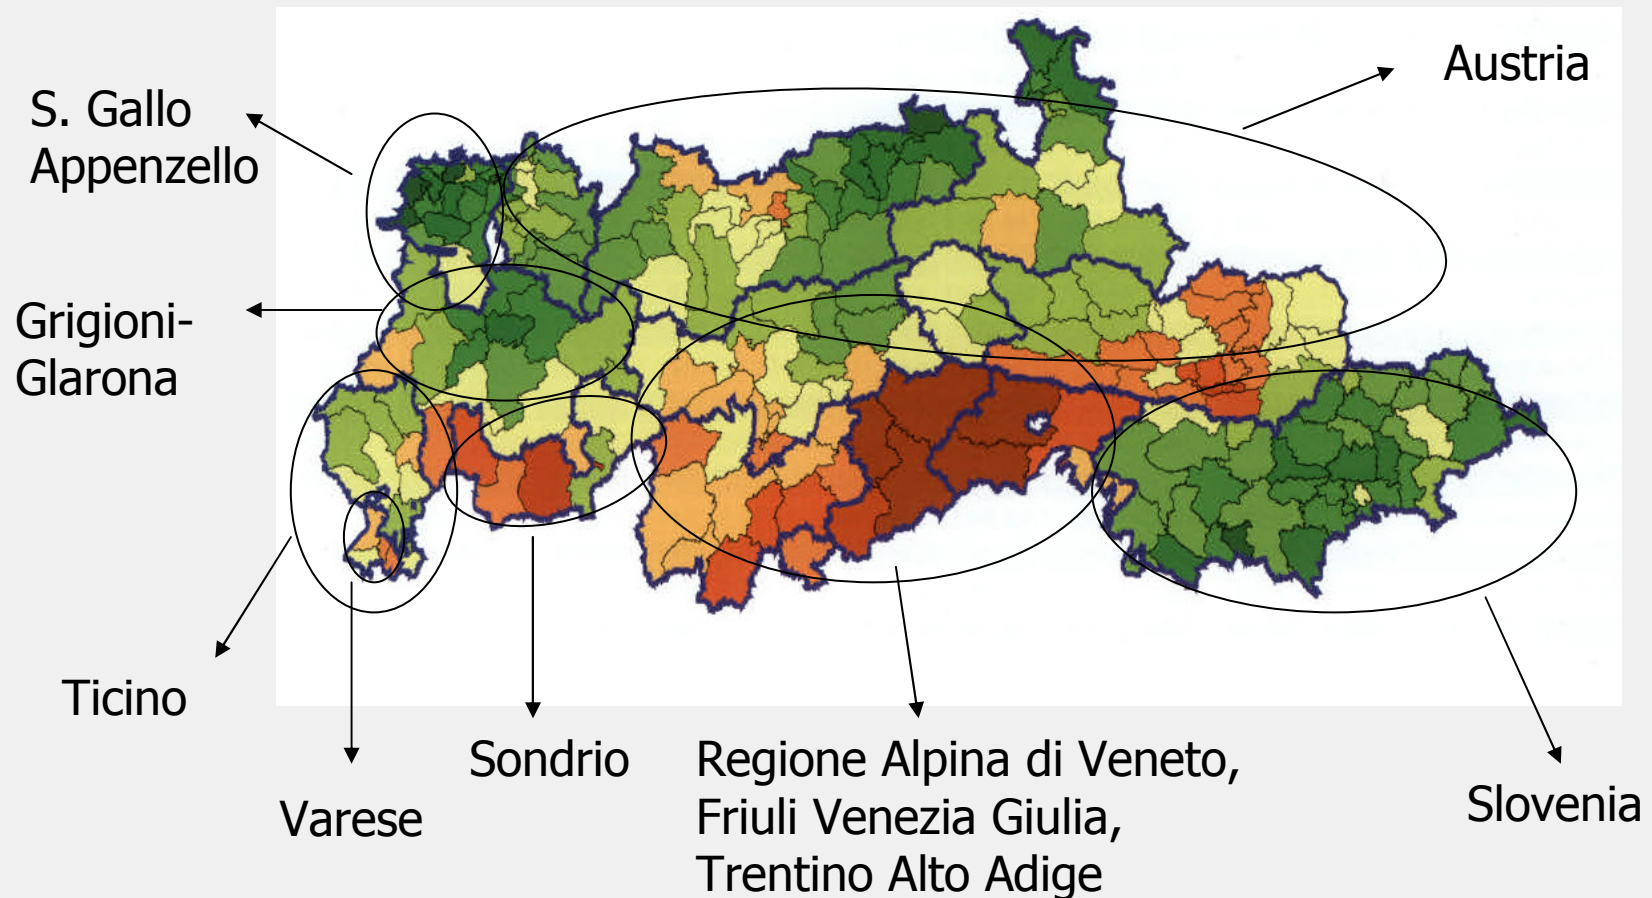 Austria
S. Gallo
Appenzello
Grigioni-
Glarona
Ticino
Varese
Sondrio
Regione Alpina di Veneto,
Friuli Venezia Giulia,
Trentino Alto Adige
Slovenia